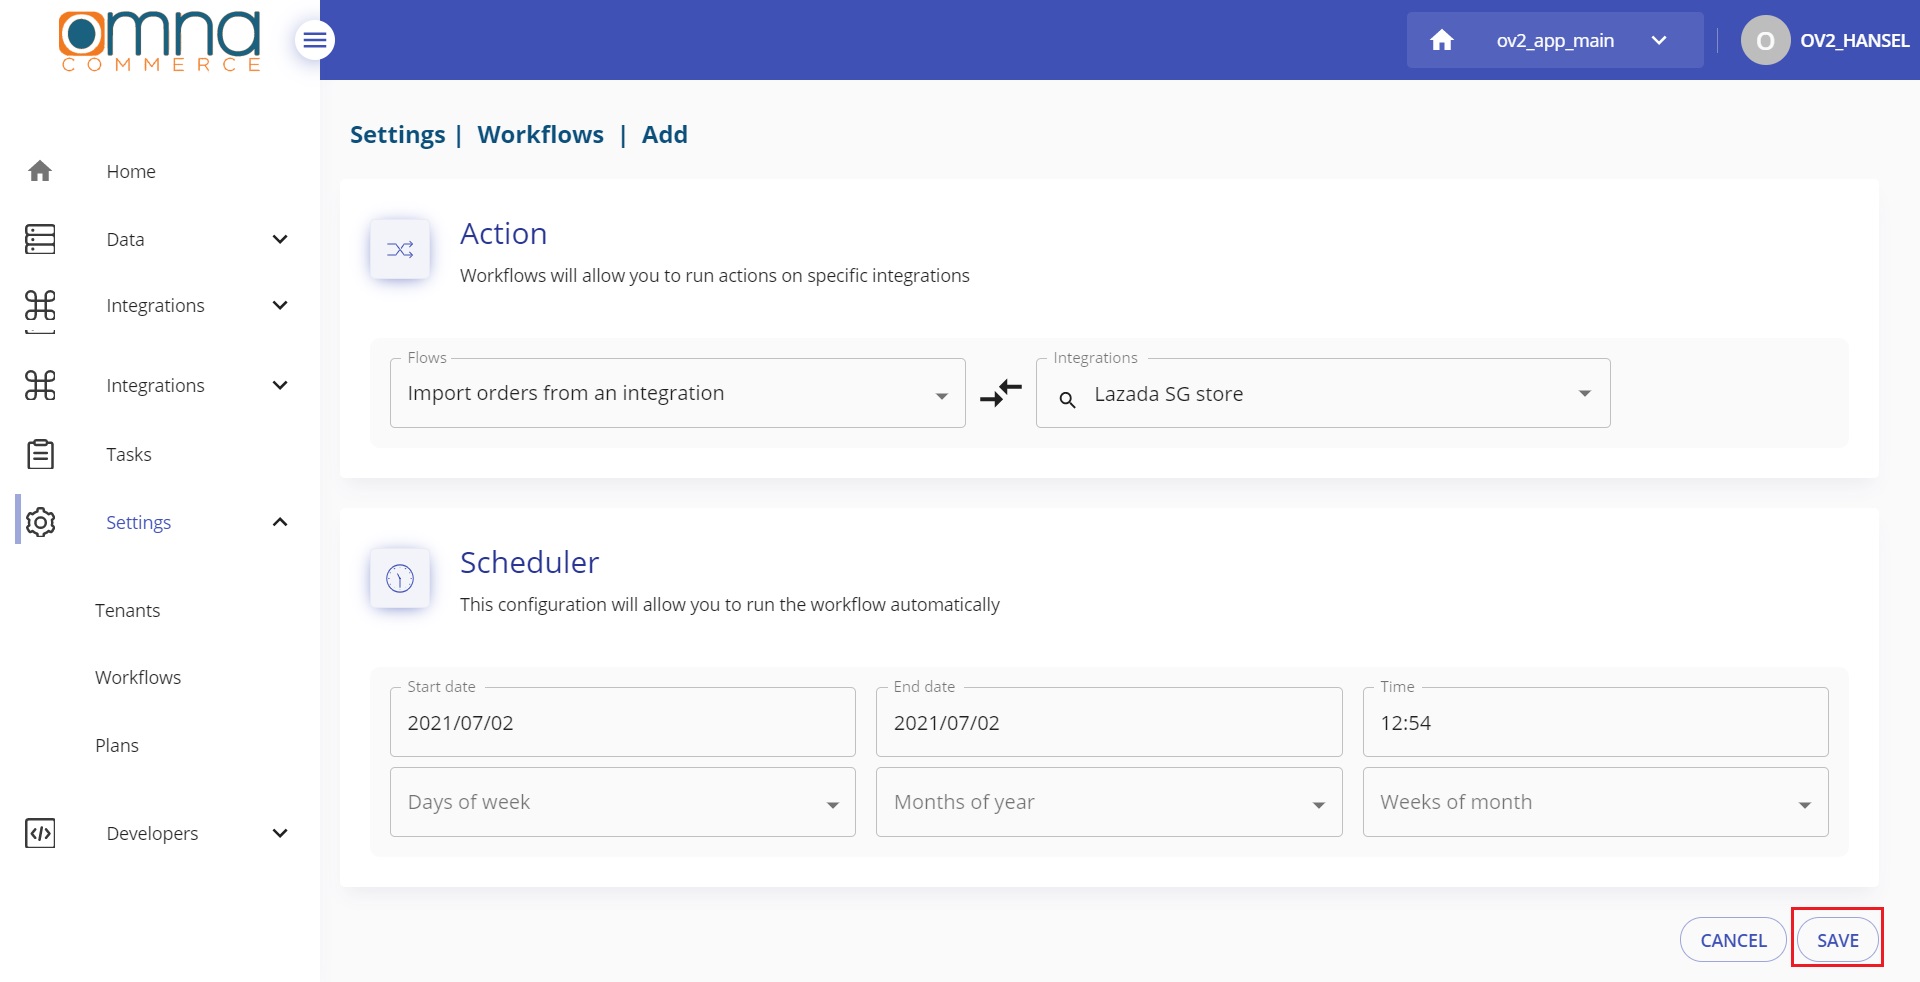 omna
COMMERCE
ov2_app_main
O
OV2_HANSEL
Settings | Workflows | Add
Home
Data
Integrations
Integrations
Tasks
Settings
Tenants
Workflows
Plans
Developers
Action
Workflows will allow you to run actions on specific integrations
Flows
Import orders from an integration
Integrations
Lazada SG store
Scheduler
This configuration will allow you to run the workflow automatically
Start date
2021/07/02
End date
2021/07/02
Time
12:54
Days of week
Months of year
Weeks of month
CANCEL
SAVE